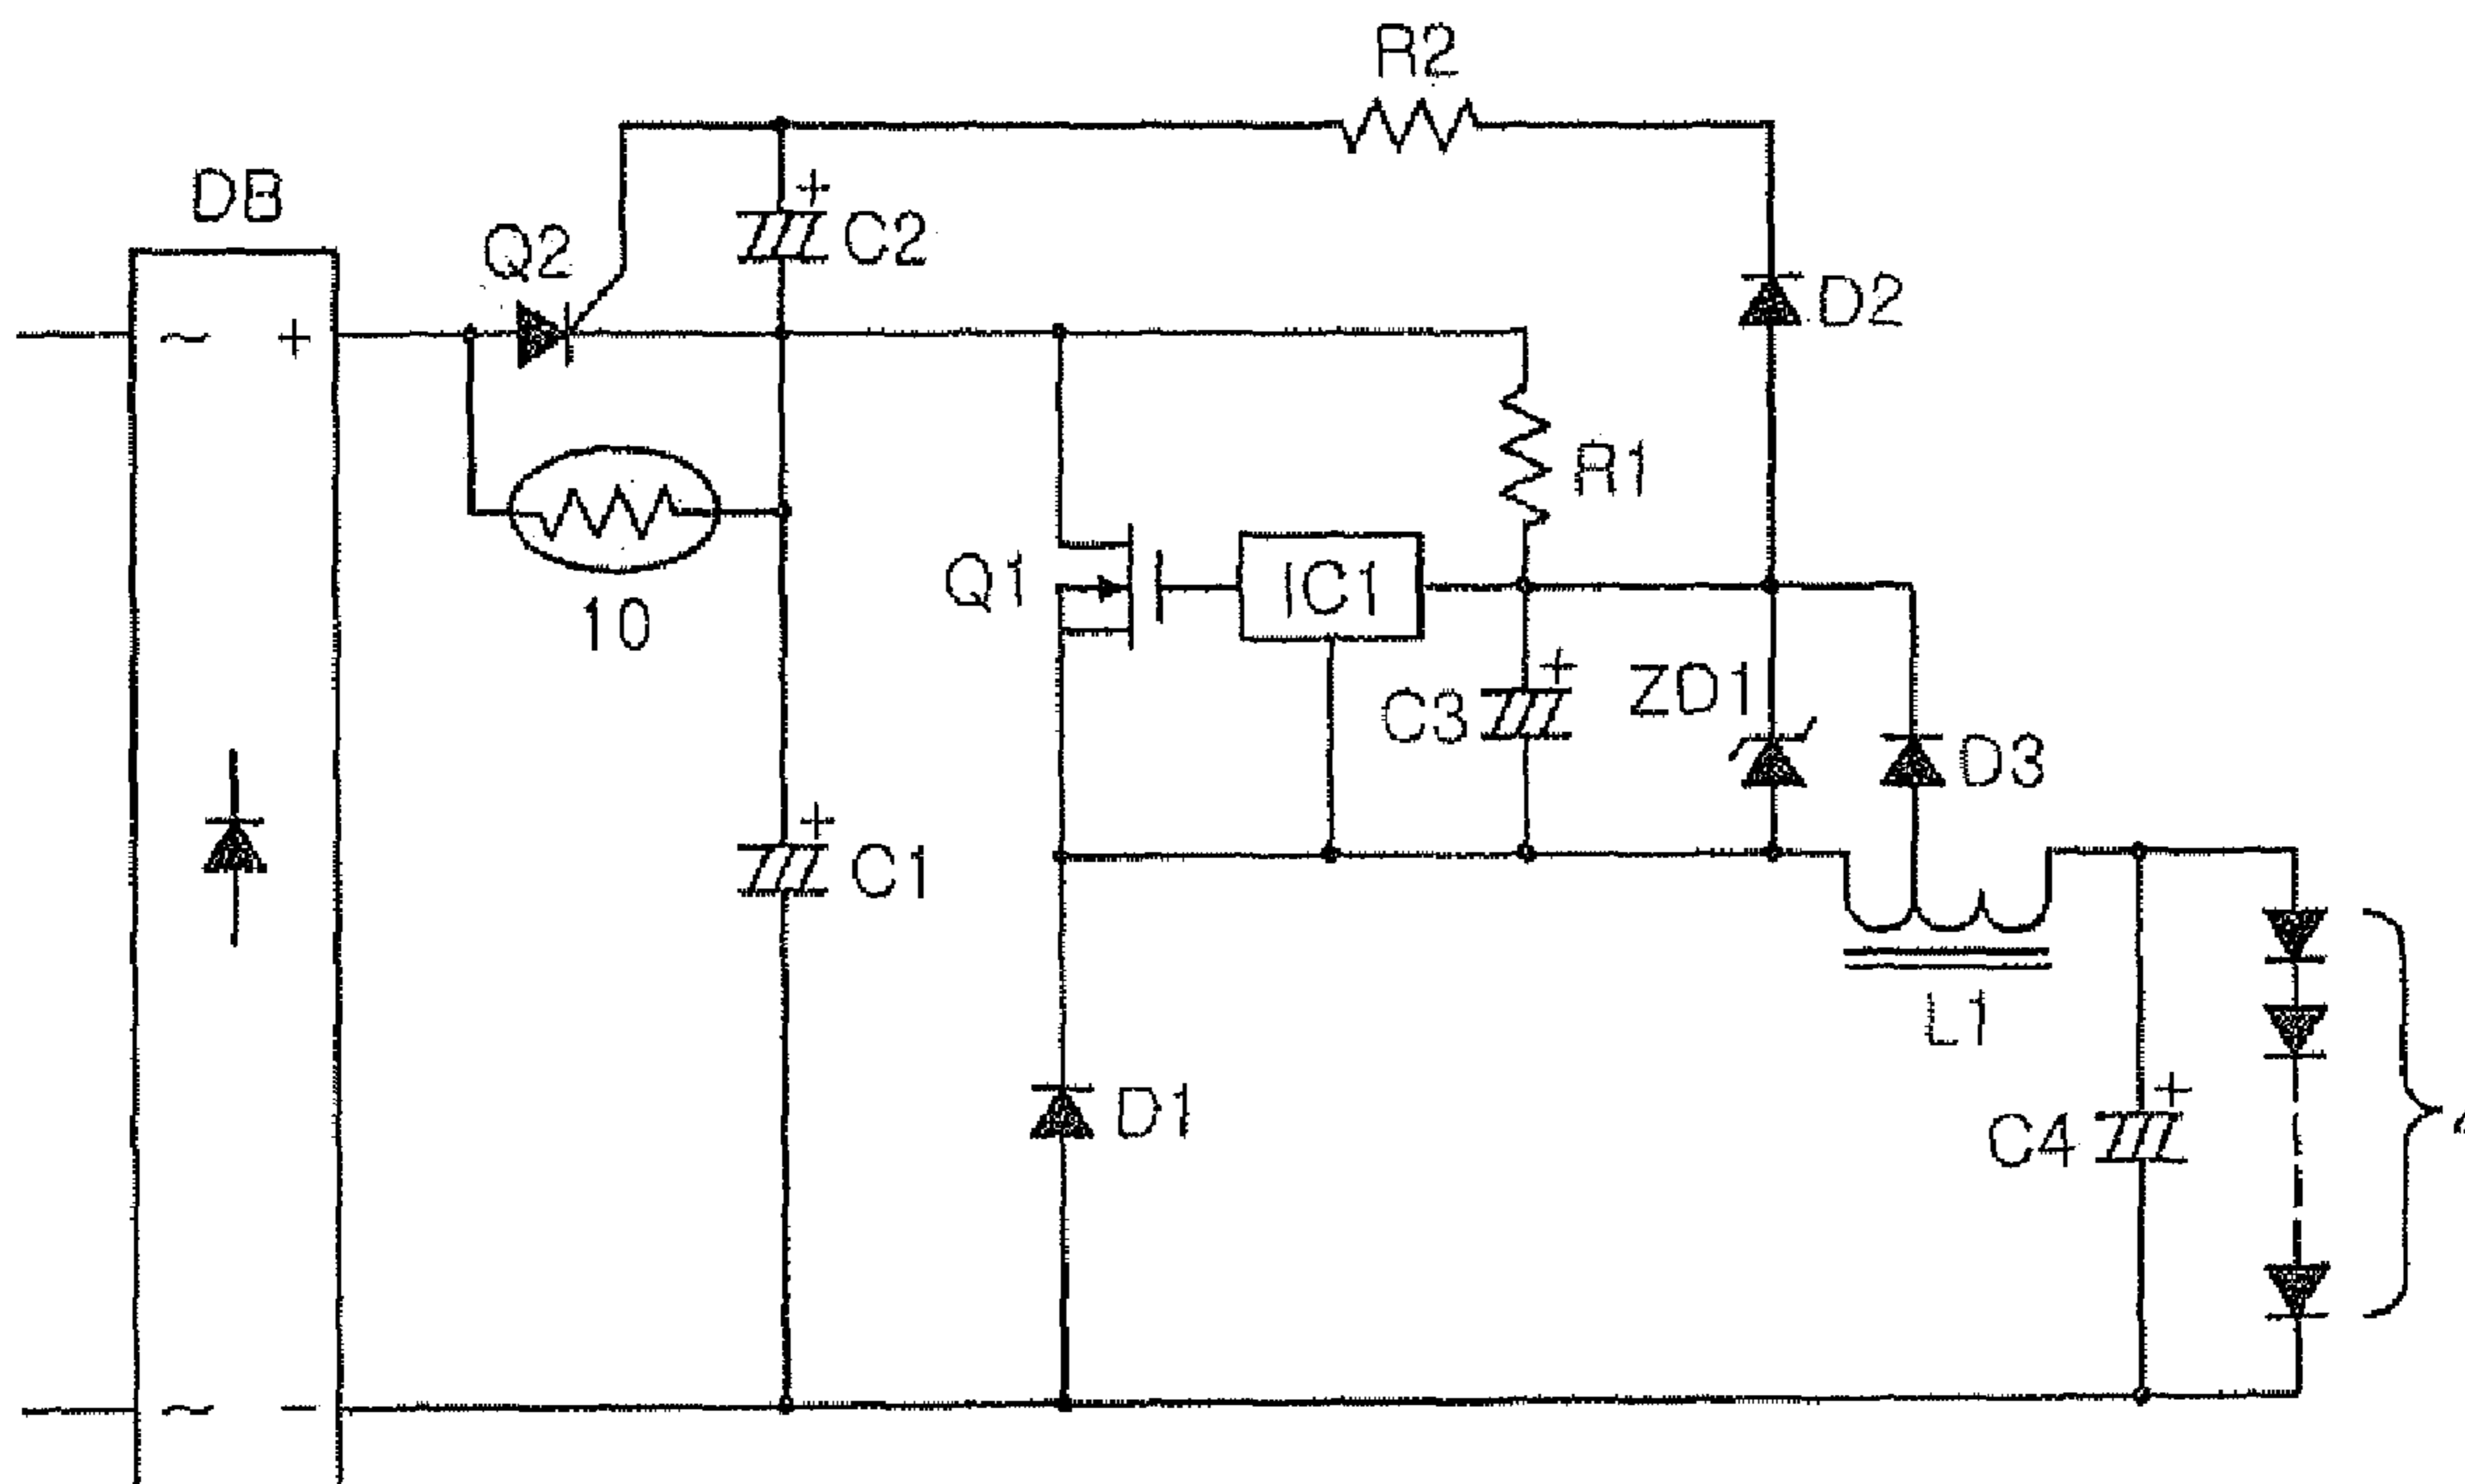 R2
DB
Q2
+
C2
D2
~ +
R1
Q1
IC1
10
+
ZD1
C3
D3
+
C1
L1
D1
+
C4
~ −